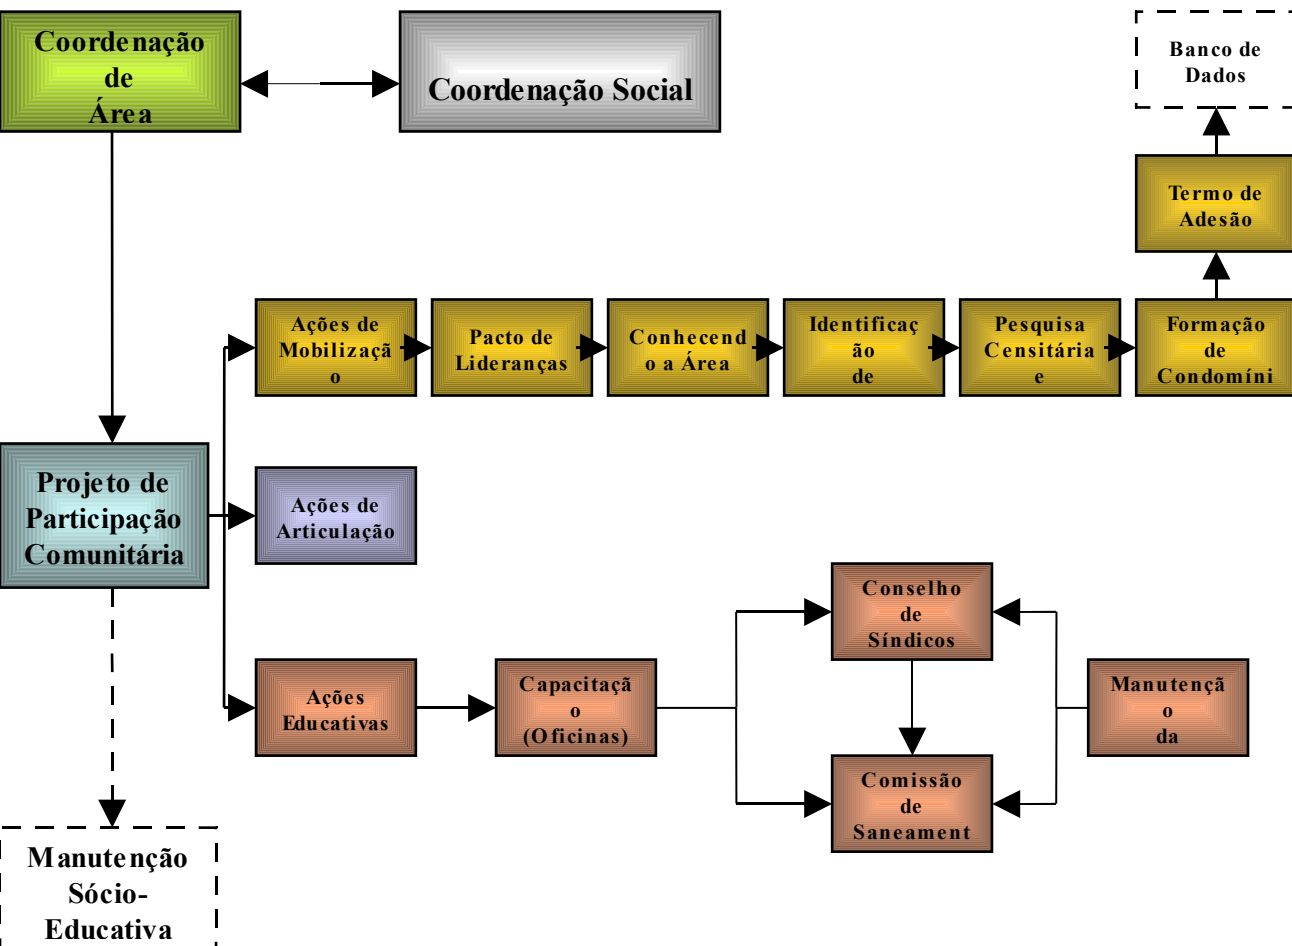 Coordenação
de
Área
Coordenação Social
Banco de
Dados
Termo de
Adesão
Ações de
Mobilizaçã
o
Pacto de
Lideranças
Conhecend
o a Área
Identificaç
ão
de
Pesquisa
Censitária
e
Formação
de
Condomíni
Projeto de
Participação
Comunitária
Ações de
Articulação
Conselho
de
Síndicos
Ações
Educativas
Capacitaçã
o
(Oficinas)
Manutençã
o
da
Comissão
de
Saneament
Manutenção
Sócio-
Educativa